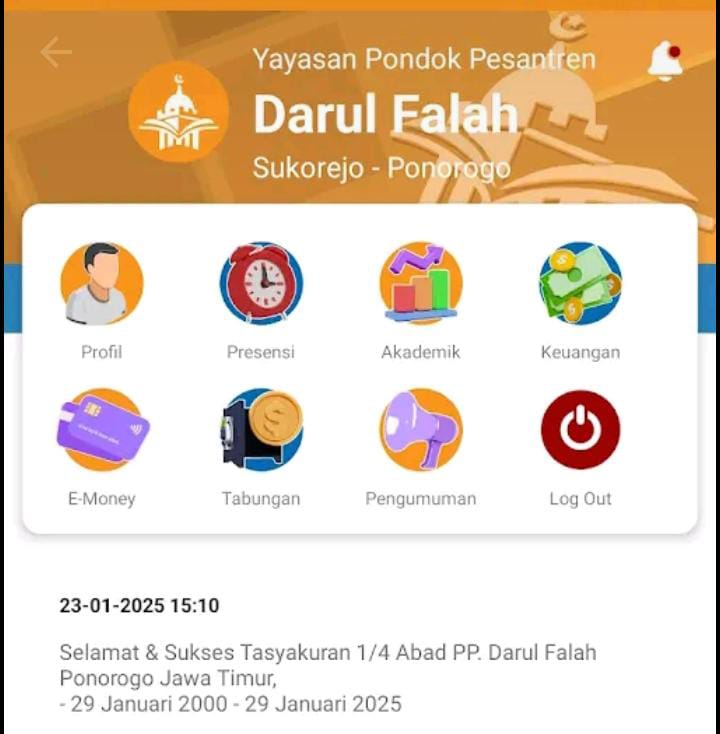 Yayasan Pondok Pesantren
Darul Falah
Sukorejo - Ponorogo
Profil
Presensi
Akademik
Keuangan
E-Money
Tabungan
Pengumuman
Log Out
23-01-2025 15:10
Selamat & Sukses Tasyakuran 1/4 Abad PP. Darul Falah
Ponorogo Jawa Timur,
- 29 Januari 2000 - 29 Januari 2025